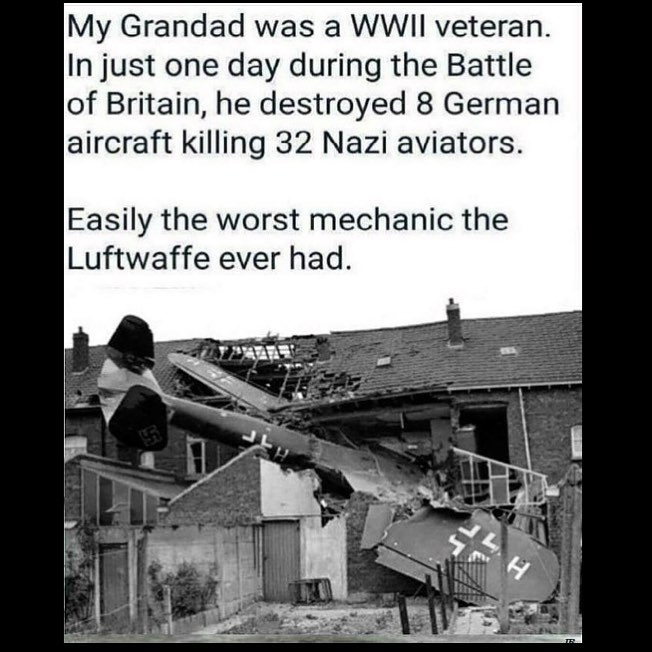 My Grandad was a WWII veteran.
In just one day during the Battle
of Britain, he destroyed 8 German
aircraft killing 32 Nazi aviators.
Easily the worst mechanic the
Luftwaffe ever had.
H
H